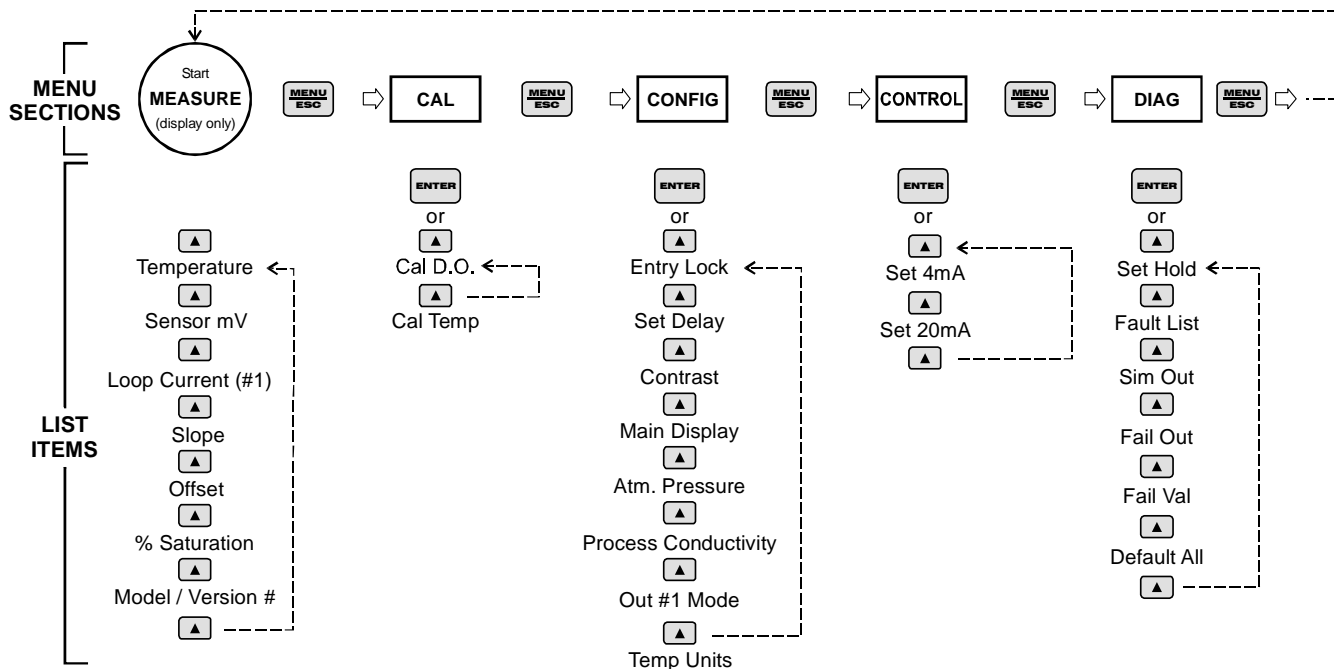 MENU SECTIONS
Start
MEASURE
(display only)
MENU
ESC
CAL
MENU
ESC
CONFIG
MENU
ESC
CONTROL
MENU
ESC
DIAG
MENU
ESC
LIST ITEMS
Temperature
Sensor mV
Loop Current (#1)
Slope
Offset
% Saturation
Model / Version #
ENTER
or
Cal D.O.
Cal Temp
ENTER
or
Entry Lock
Set Delay
Contrast
Main Display
Atm. Pressure
Process Conductivity
Out #1 Mode
Temp Units
ENTER
or
Set 4mA
Set 20mA
ENTER
or
Set Hold
Fault List
Sim Out
Fail Out
Fail Val
Default All